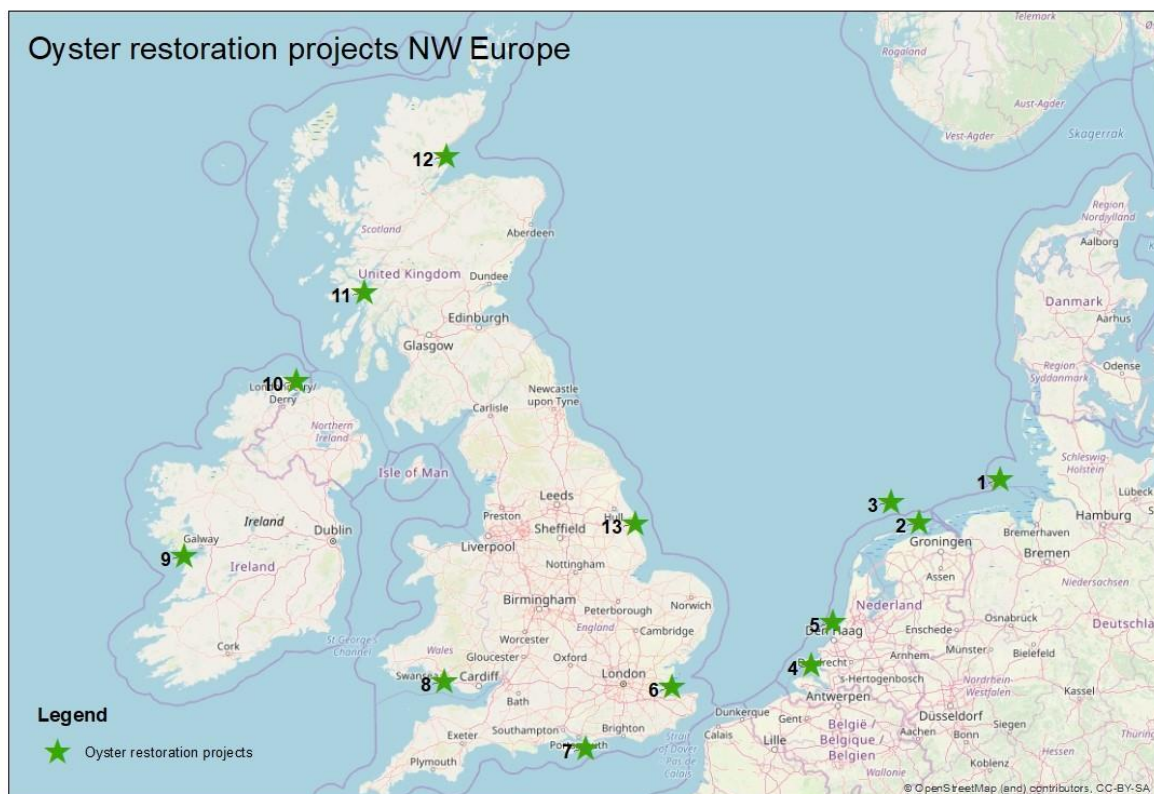 Oyster restoration projects NW Europe
Telemark
Rogaland
Aust-Agder
Vest-Agder
Skagerrak
12
Scotland
Aberdeen
Region
Nordjylland
Aalborg
United Kingdom
Dundee
11
Edinburgh
Glasgow
Danmark
Aarhus
10
Derry
Northern
Ireland
Newcastle
upon Tyne
Carlisle
Region
Syddanmark
Odense
Isle of Man
Schleswig-
Holstein
1
Lübeck
Leeds
Preston
Hull
13
Sheffield
Liverpool
3
2
Groningen
Hamburg
Bremerhaven
Bremen
Ireland
Dublin
Galway
9
Ireland
Nottingham
Assen
Niedersachsen
Birmingham
Peterborough
Norwich
England
Cambridge
Nederland
5
Den Haag
Enschede
Osnabrück
Hannover
Deutschland
Cork
St George's
Channel
Wales
Worcester
Gloucester
Oxford
4
Arnhem
Münster
Bielefeld
8
Swansea
Cardiff
London
6
's-Hertogenbosch
Antwerpen
Nordrhein-
Westfalen
Kassel
Bath
Legend
Oyster restoration projects
Southampton
Brighton
Exeter
7
Portsmouth
Plymouth
Strait
of Dover
Pas de
Calais
Calais
Dunkerque
Gent
Lille
België /
Belgique /
Belgien
Wallonie
Düsseldorf
Aachen
Bonn
Siegen
Koblenz
Hessen
© OpenStreetMap (and) contributors, CC-BY-SA